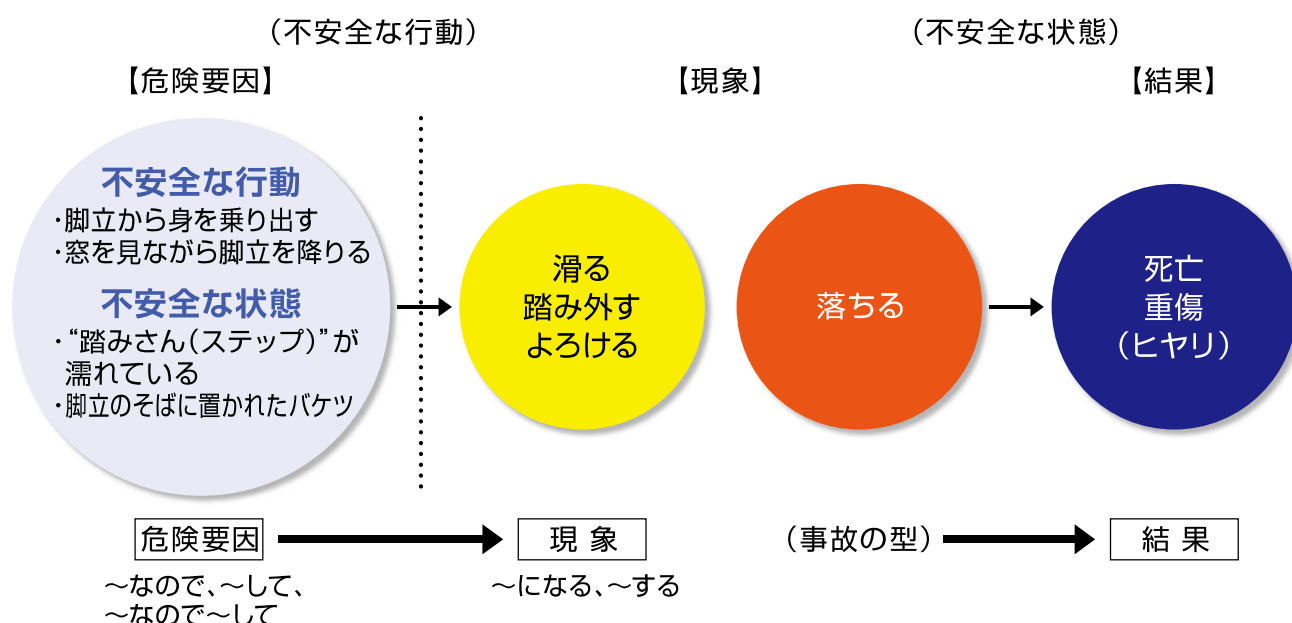 （不安全な行動）
（不安全な状態）
【危険要因】
【現象】
【結果】
不安全な行動
・脚立から身を乗り出す
・窓を見ながら脚立を降りる
不安全な状態
・“踏みさん（ステップ）”が
濡れている
・脚立のそばに置かれたバケツ
滑る
踏み外す
よろける
落ちる
死亡
重傷
（ヒヤリ）
危険要因
現 象
（事故の型）
結 果
～なので、～して、
～なので～して
～になる、～する